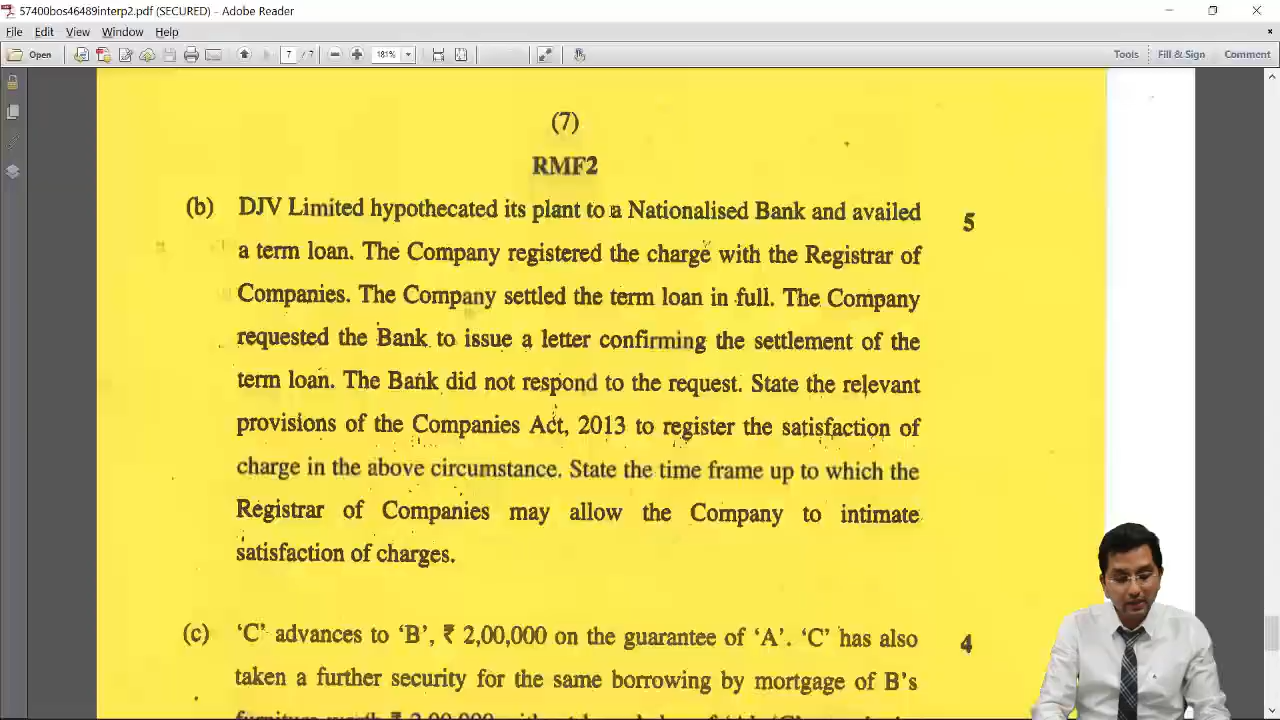 57400bos46489interp2.pdf (SECURED) - Adobe Reader
File Edit View Window Help
Open 7 / 7 181% Tools Fill & Sign Comment
(7)
RMF2
(b) DJV Limited hypothecated its plant to a Nationalised Bank and availed 5
a term loan. The Company registered the charge with the Registrar of
Companies. The Company settled the term loan in full. The Company
requested the Bank to issue a letter confirming the settlement of the
term loan. The Bank did not respond to the request. State the relevant
provisions of the Companies Act, 2013 to register the satisfaction of
charge in the above circumstance. State the time frame up to which the
Registrar of Companies may allow the Company to intimate
satisfaction of charges.
(c) 'C' advances to 'B', ₹ 2,00,000 on the guarantee of 'A'. 'C' has also 4
taken a further security for the same borrowing by mortgage of B's